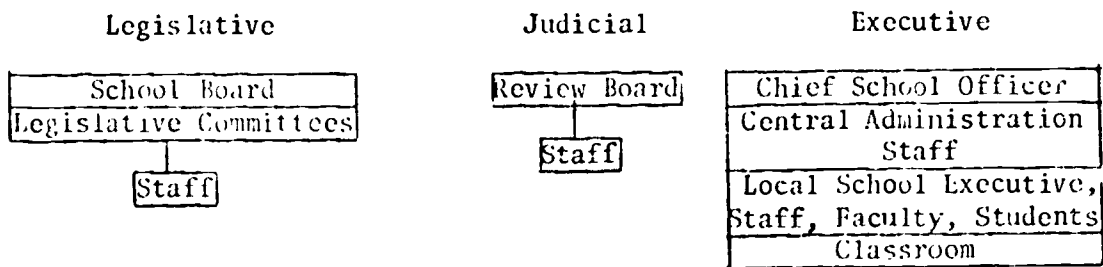 Legislative
School Board
Legislative Committees
Staff
Judicial
Review Board
Staff
Executive
Chief School Officer
Central Administration
Staff
Local School Executive,
Staff, Faculty, Students
Classroom